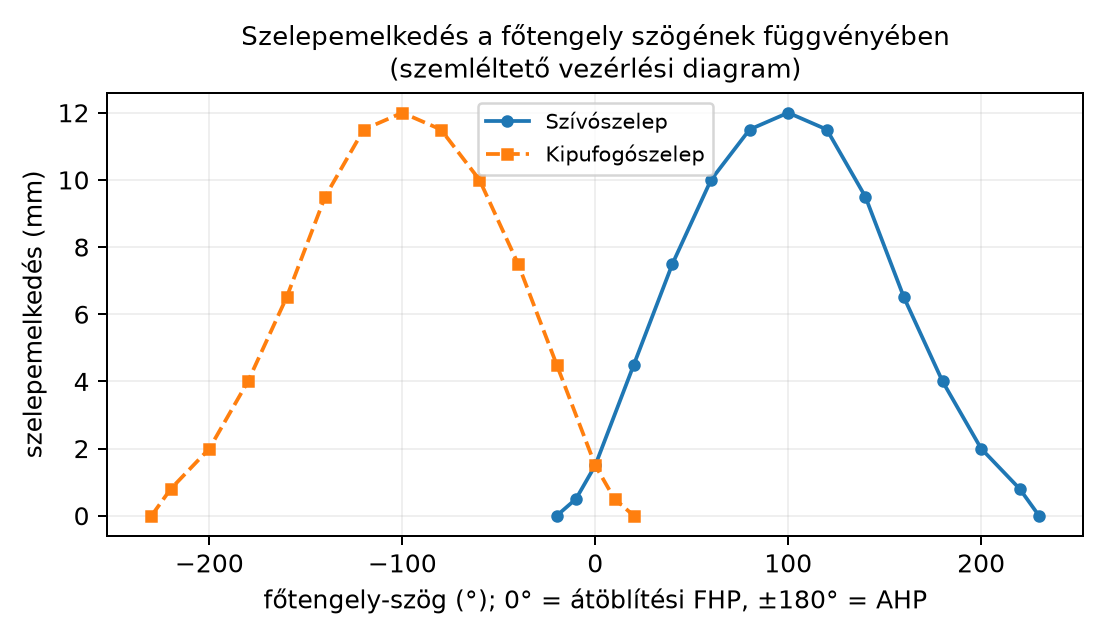 Szelepemelkedés a főtengely szögének függvényében
(szemléltető vezérlési diagram)
Szívószelep
Kipufogószelep
szelepemelkedés (mm)
12
10
8
6
4
2
0
−200
−100
0
100
200
főtengely-szög (°); 0° = átöblítési FHP, ±180° = AHP